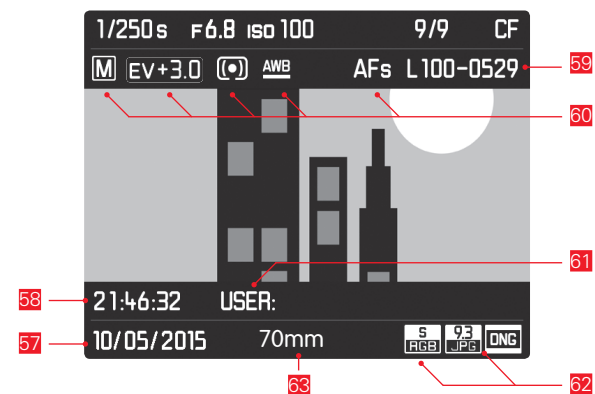 1/250 s F6.8 ISO 100 9/9 CF
M EV+3.0 AWB AFs L100-0529 59
60
61
58 21:46:32 USER:
57 10/05/2015 70mm S RGB 9.3 JPG DNG
63 62